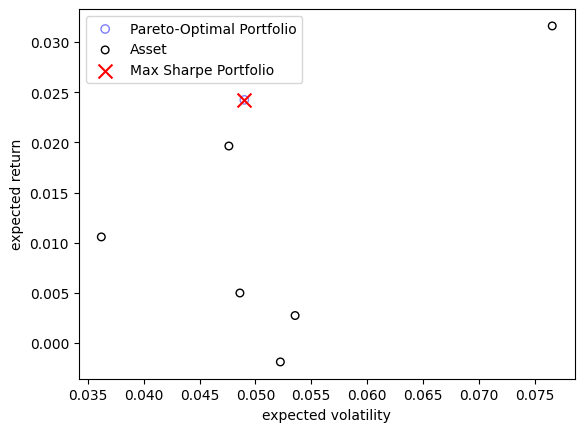 Pareto-Optimal Portfolio
Asset
Max Sharpe Portfolio
0.030
0.025
0.020
0.015
0.010
0.005
0.000
expected return
0.035 0.040 0.045 0.050 0.055 0.060 0.065 0.070 0.075
expected volatility